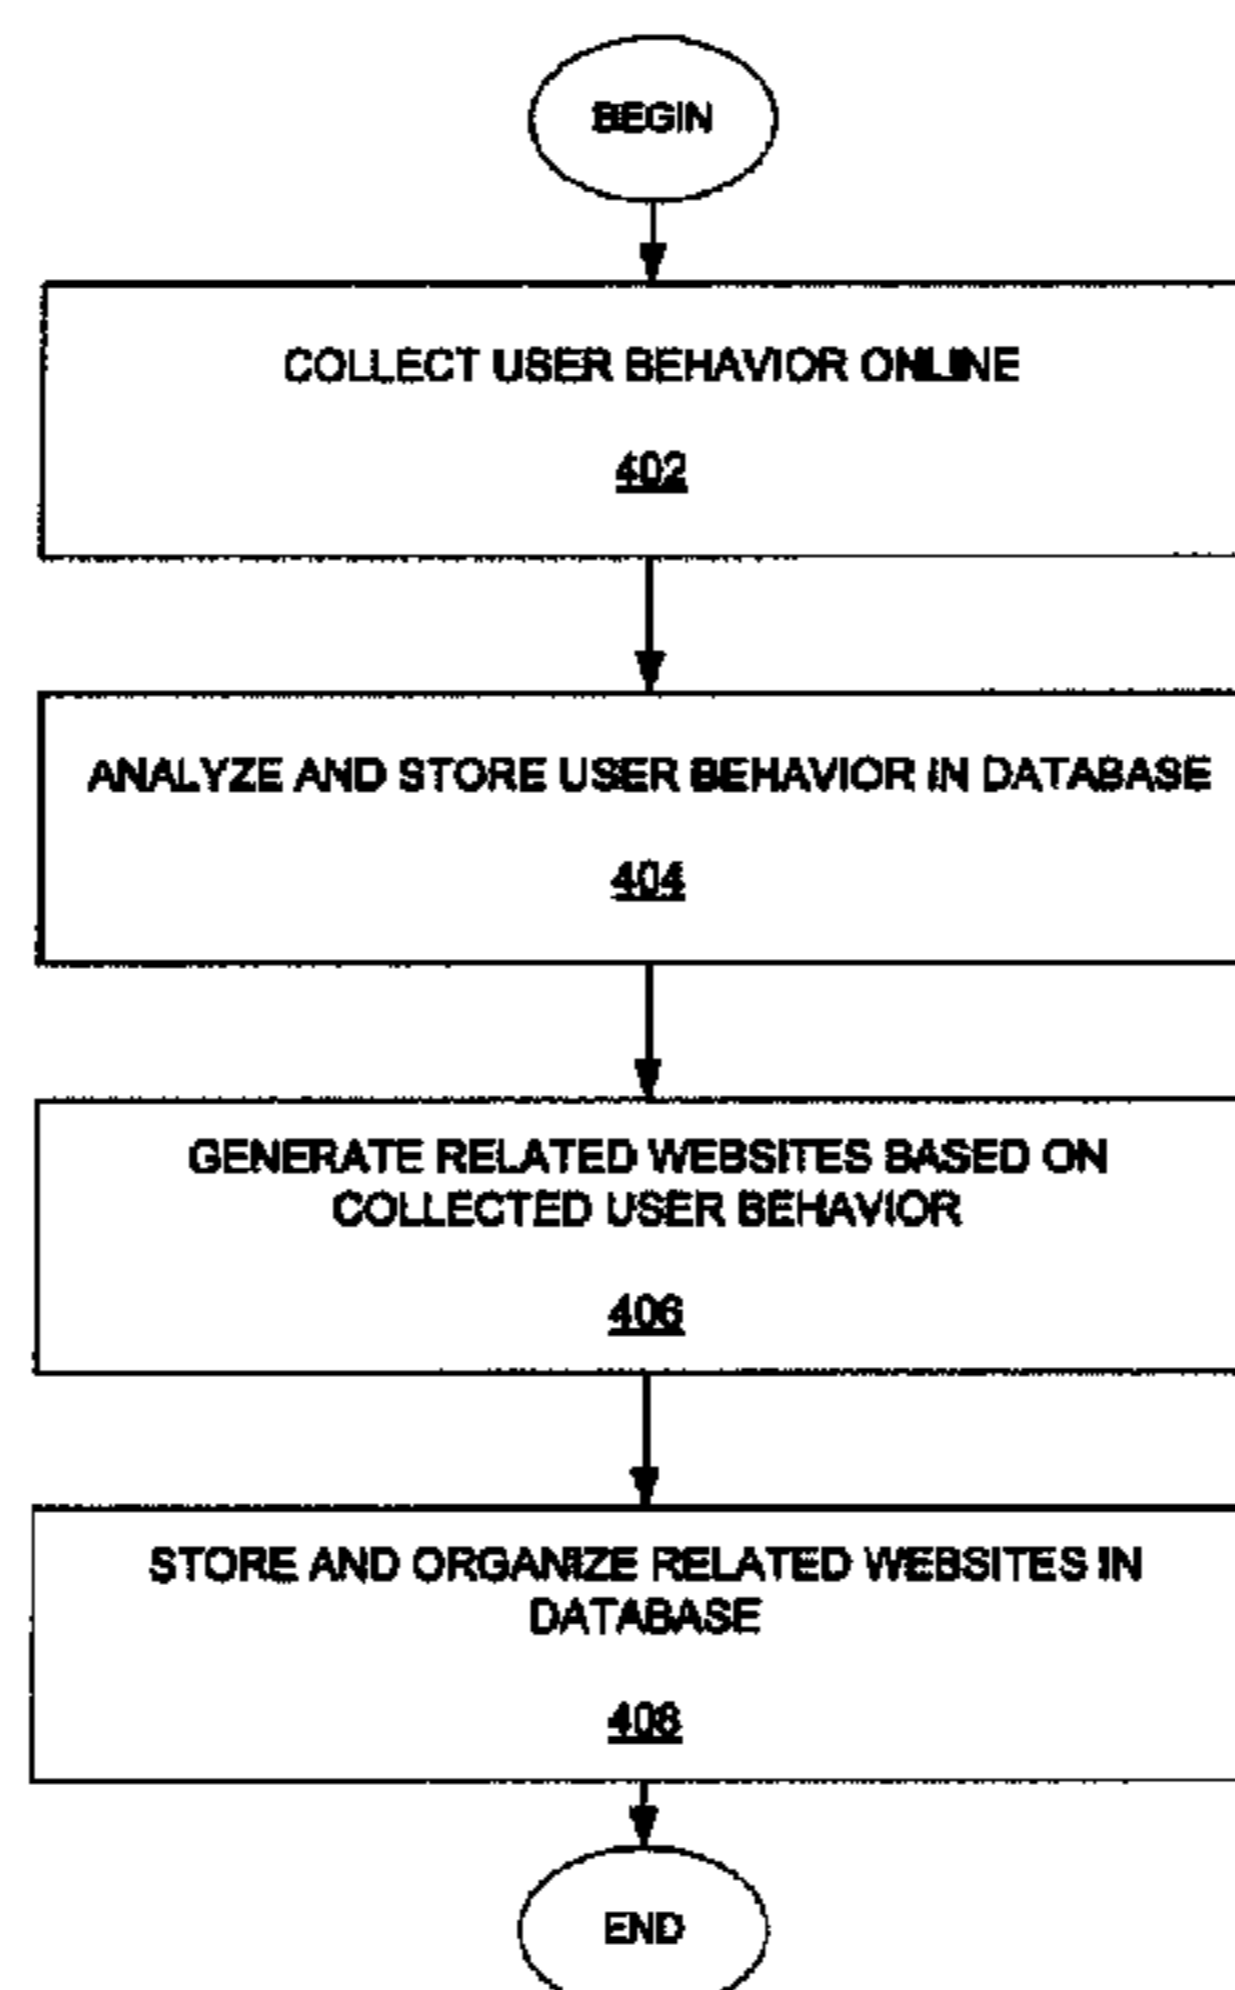 BEGIN
COLLECT USER BEHAVIOR ONLINE
402
ANALYZE AND STORE USER BEHAVIOR IN DATABASE
404
GENERATE RELATED WEBSITES BASED ON
COLLECTED USER BEHAVIOR
406
STORE AND ORGANIZE RELATED WEBSITES IN
DATABASE
408
END